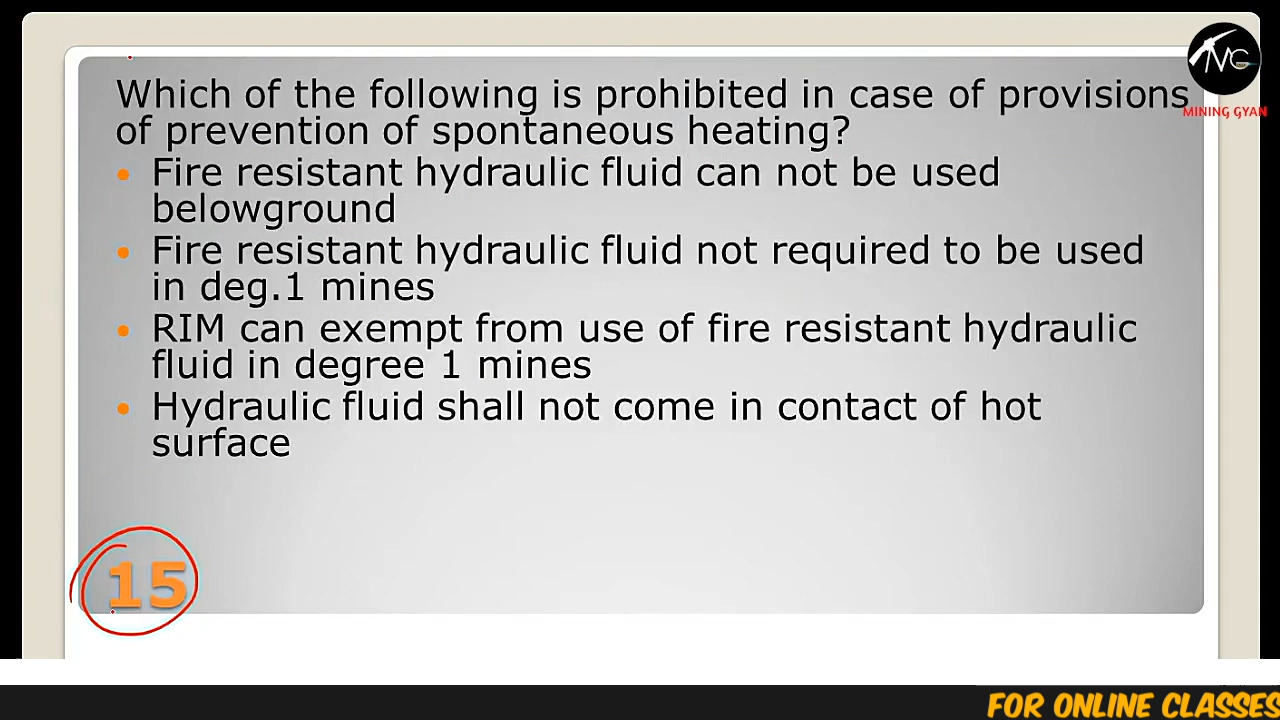 Which of the following is prohibited in case of provisions
of prevention of spontaneous heating?
• Fire resistant hydraulic fluid can not be used
belowground
• Fire resistant hydraulic fluid not required to be used
in deg.1 mines
• RIM can exempt from use of fire resistant hydraulic
fluid in degree 1 mines
• Hydraulic fluid shall not come in contact of hot
surface
15
MG
MINING GYAN
FOR ONLINE CLASSES